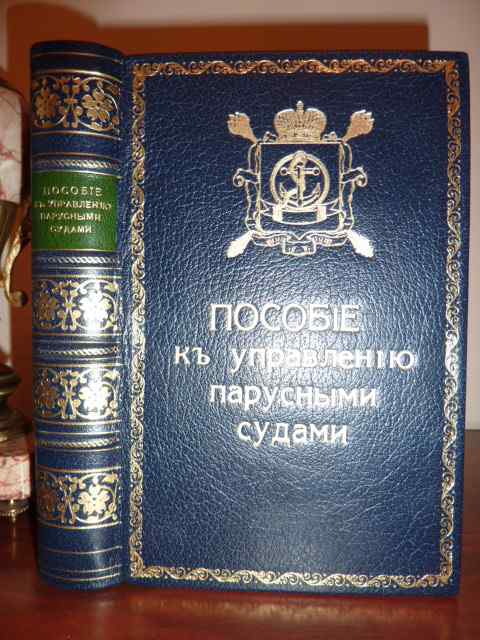 ПОСОБІЕ
КЪ УПРАВЛЕНІЮ
ПАРУСНЫМИ
СУДАМИ
ПОСОБІЕ
къ управленію
парусными
судами